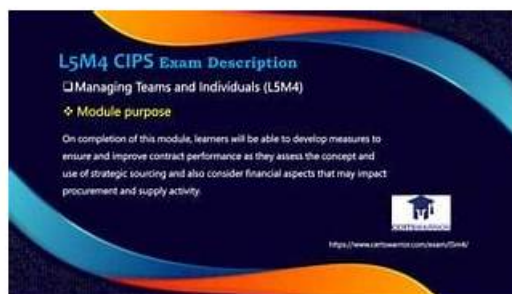 L5M4 CIPS Exam Description
Managing Teams and Individuals (L5M4)
Module purpose
On completion of this module, learners will be able to develop measures to
ensure and improve contract performance as they assess the concept and
use of strategic sourcing and also consider financial aspects that may impact
procurement and supply activity.
CERTSWARRIOR
https://www.certswarrior.com/exam/l5m4/